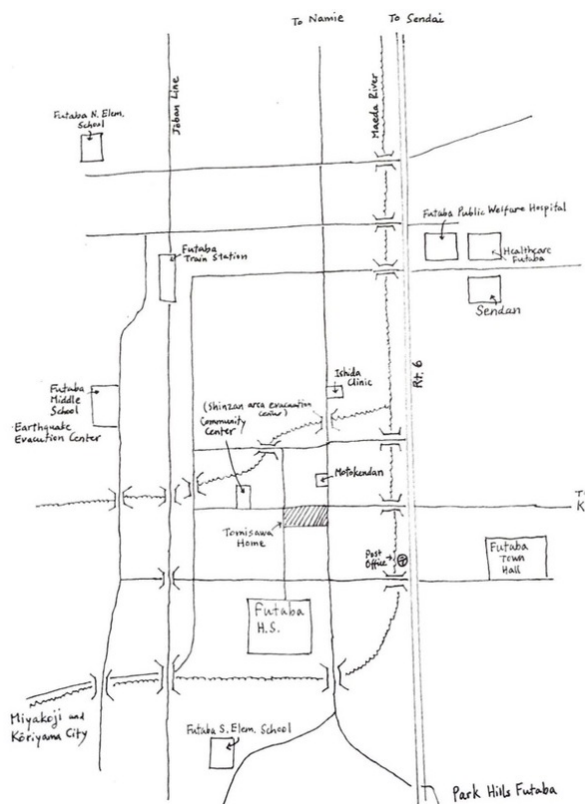 To Namie
To Sendai
Jōban Line
Maeda River
Futaba N. Elem.
School
Futaba Public Welfare Hospital
Healthcare
Futaba
Sendan
Futaba
Train Station
Rt. 6
Ishida
Clinic
Futaba
Middle
School
Earthquake
Evacuation Center
(Shinzan area evacuation
center)
Community
Center
Motokendan
Tomisawa
Home
Post
Office
Futaba
Town
Hall
Futaba
H.S.
Miyakoji and
Kōriyama City
Futaba S. Elem. School
Park Hills Futaba